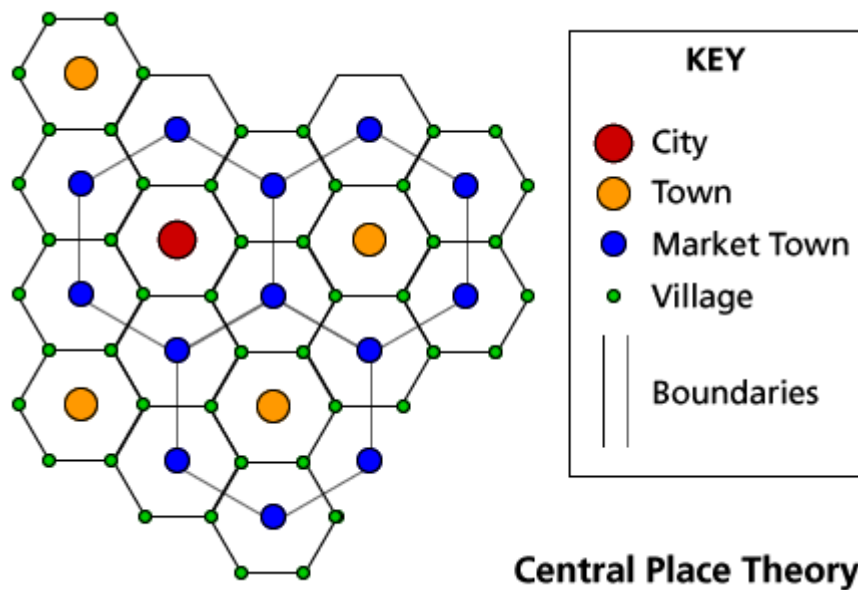 KEY
City
Town
Market Town
Village
Boundaries
Central Place Theory